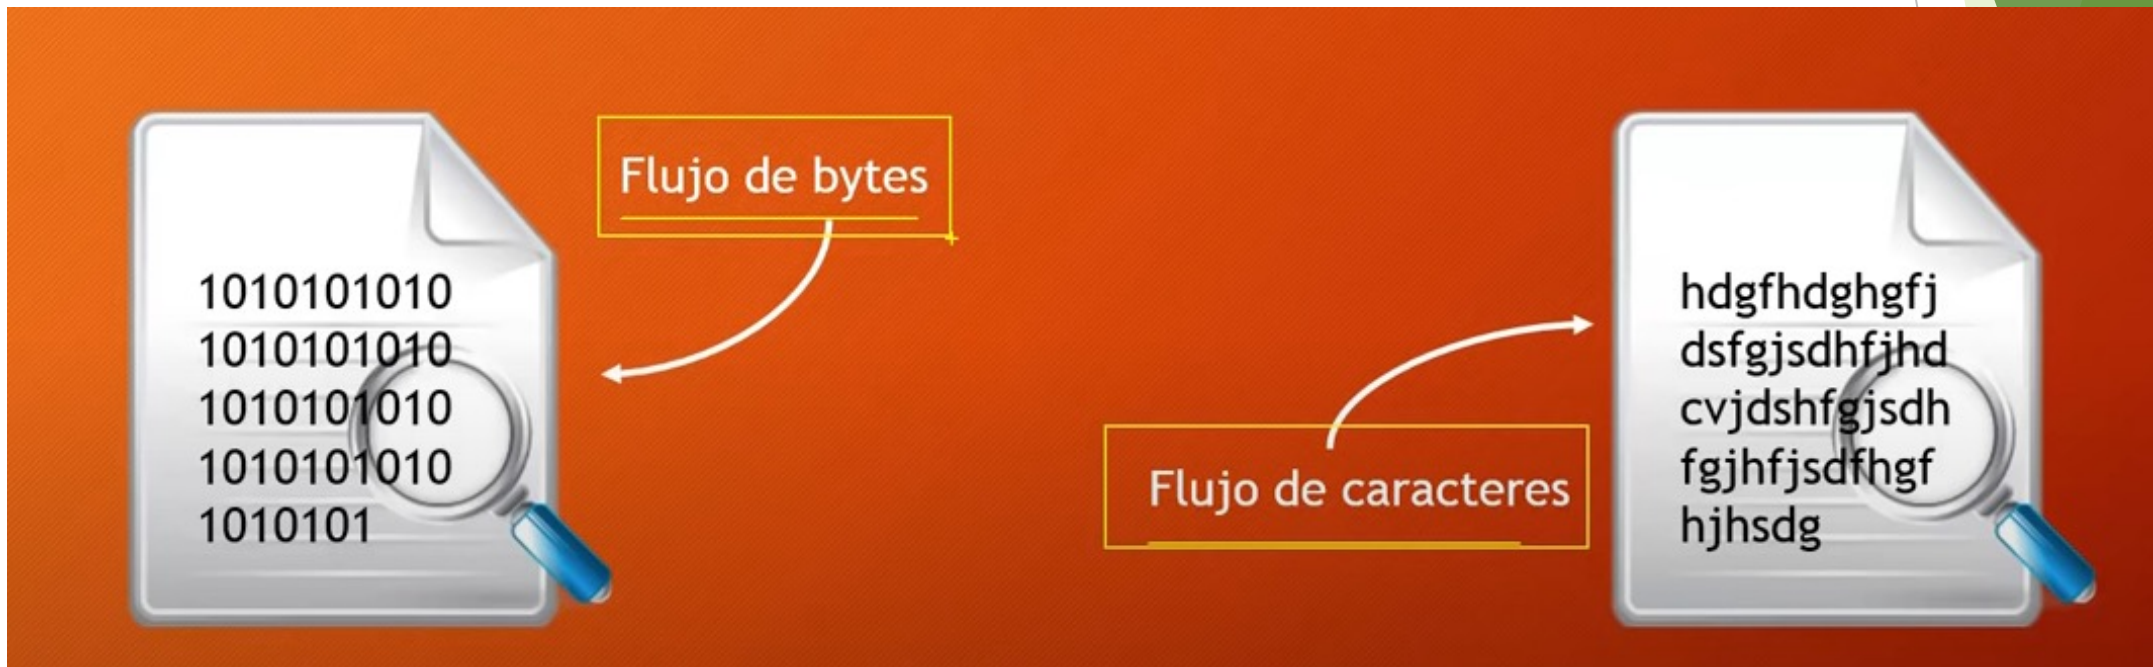 Flujo de bytes
1010101010
1010101010
1010101010
1010101010
1010101
Flujo de caracteres
hdgfhdghgfj
dsfgjsdhfjhd
cvjdshfgjsdh
fgjhfjsdfhgf
hjhsdg